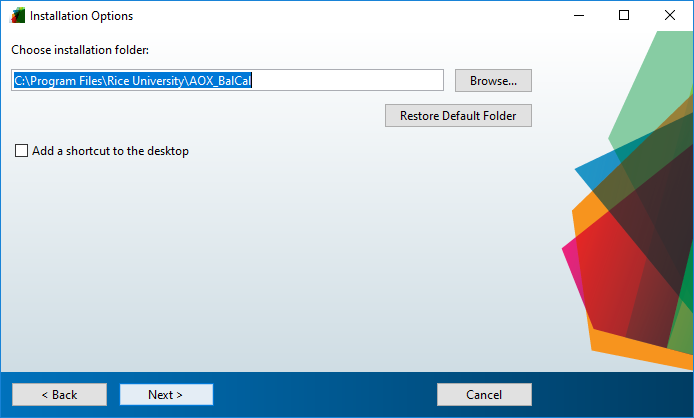 Installation Options
Choose installation folder:
C:\Program Files\Rice University\AOX_BalCal
Browse...
Restore Default Folder
Add a shortcut to the desktop
< Back
Next >
Cancel